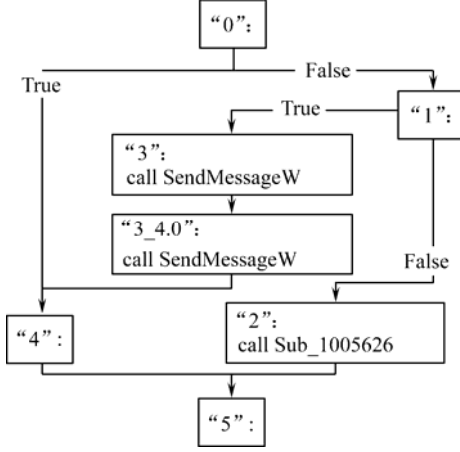 “0”:
True
False
“1”:
True
“3”:
call SendMessageW
“3_4.0”:
call SendMessageW
False
“4”:
“2”:
call Sub_1005626
“5”: